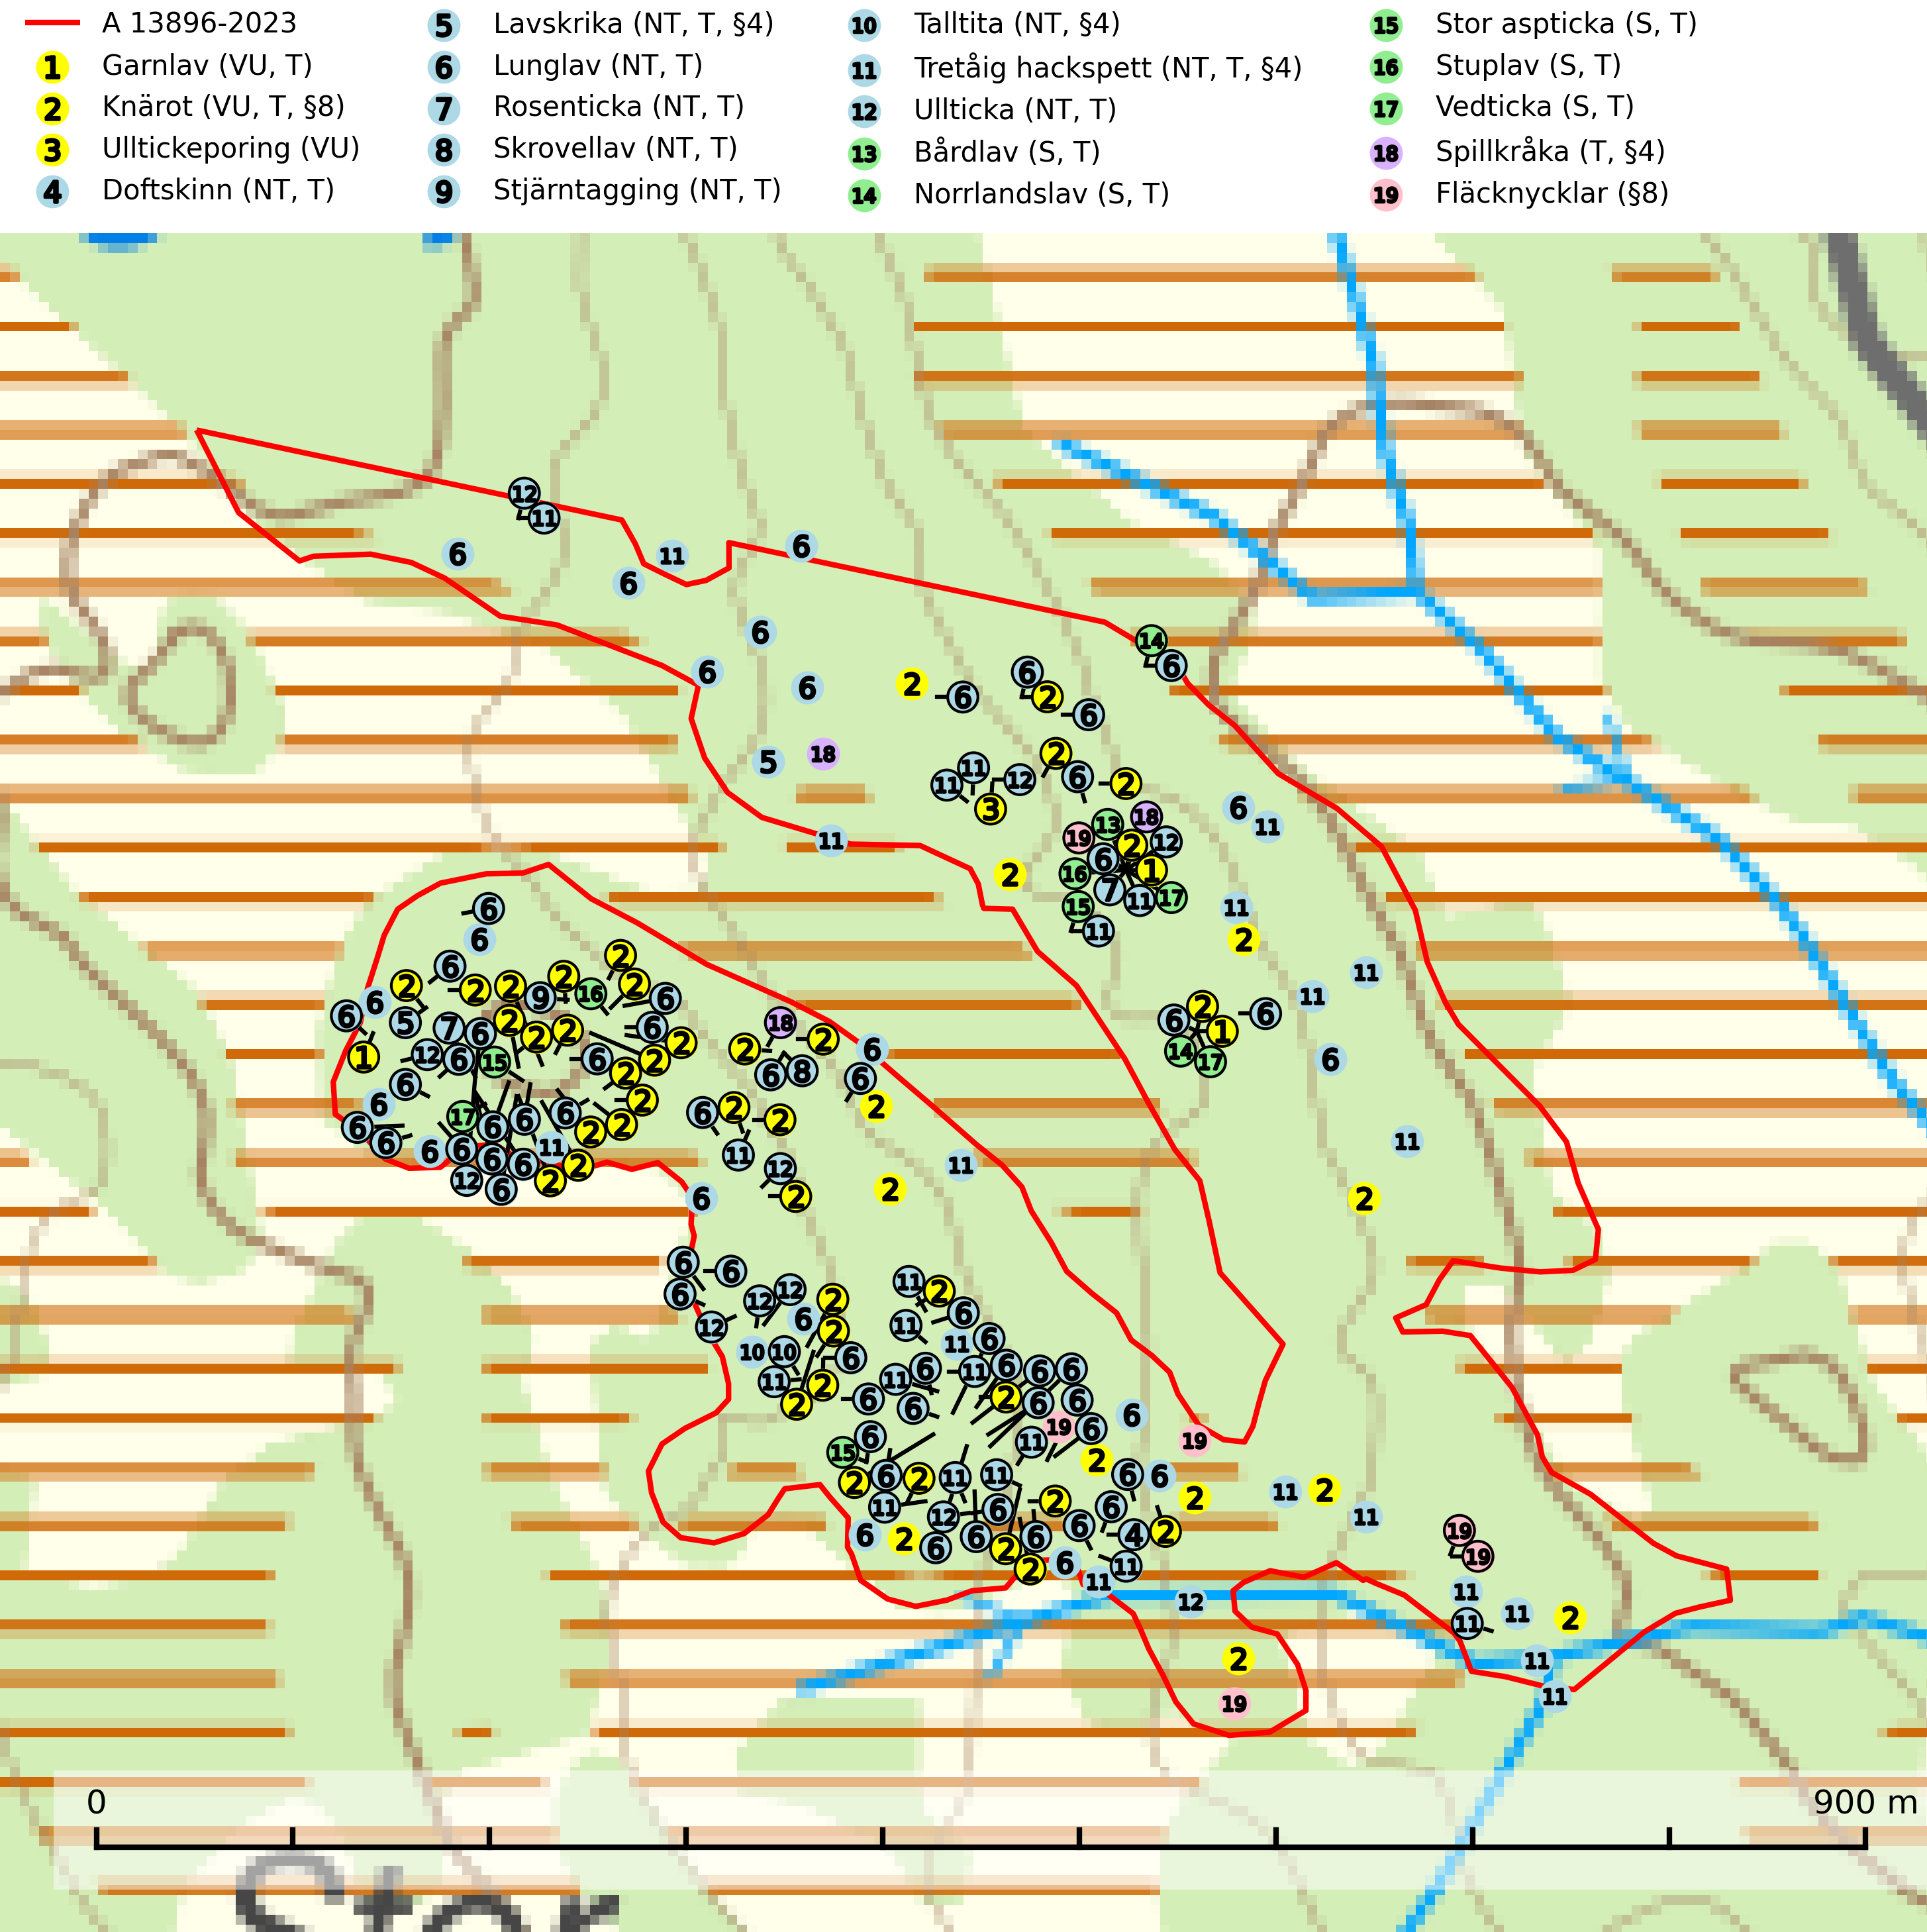 A 13896-2023
1 Garnlav (VU, T)
2 Knärot (VU, T, §8)
3 Ulltickeporing (VU)
4 Doftskinn (NT, T)
5 Lavskrika (NT, T, §4)
6 Lunglav (NT, T)
7 Rosenticka (NT, T)
8 Skrovellav (NT, T)
9 Stjärntagging (NT, T)
10 Talltita (NT, §4)
11 Tretåig hackspett (NT, T, §4)
12 Ullticka (NT, T)
13 Bårdlav (S, T)
14 Norrlandslav (S, T)
15 Stor aspticka (S, T)
16 Stuplav (S, T)
17 Vedticka (S, T)
18 Spillkråka (T, §4)
19 Fläcknycklar (§8)
0 900 m